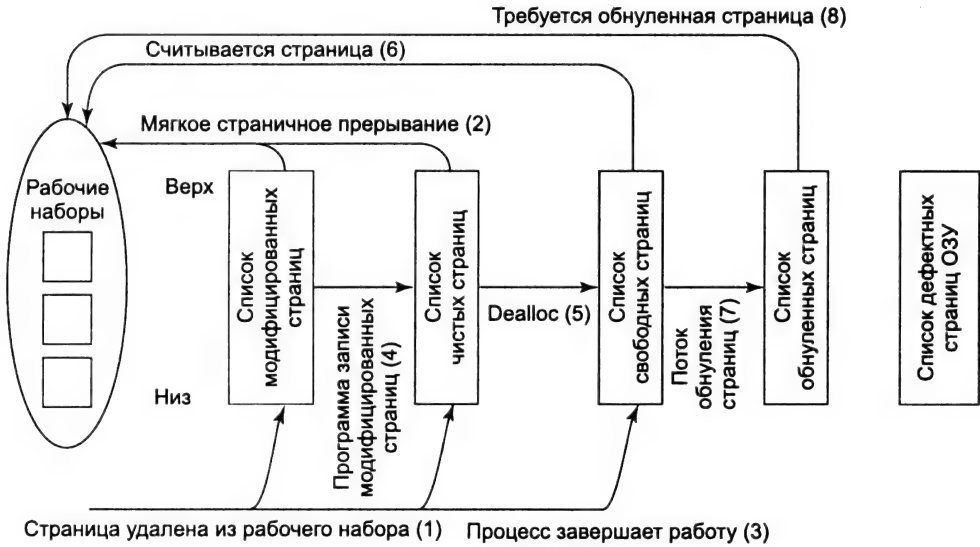 Требуется обнуленная страница (8)
Считывается страница (6)
Мягкое страничное прерывание (2)
Рабочие
наборы
Верх
Низ
Список
модифицированных
страниц
Программа записи
модифицированных
страниц (4)
Список
чистых страниц
Dealloc (5)
Список
свободных страниц
Поток
обнуления
страниц (7)
Список
обнуленных страниц
Список дефектных
страниц ОЗУ
Страница удалена из рабочего набора (1)
Процесс завершает работу (3)